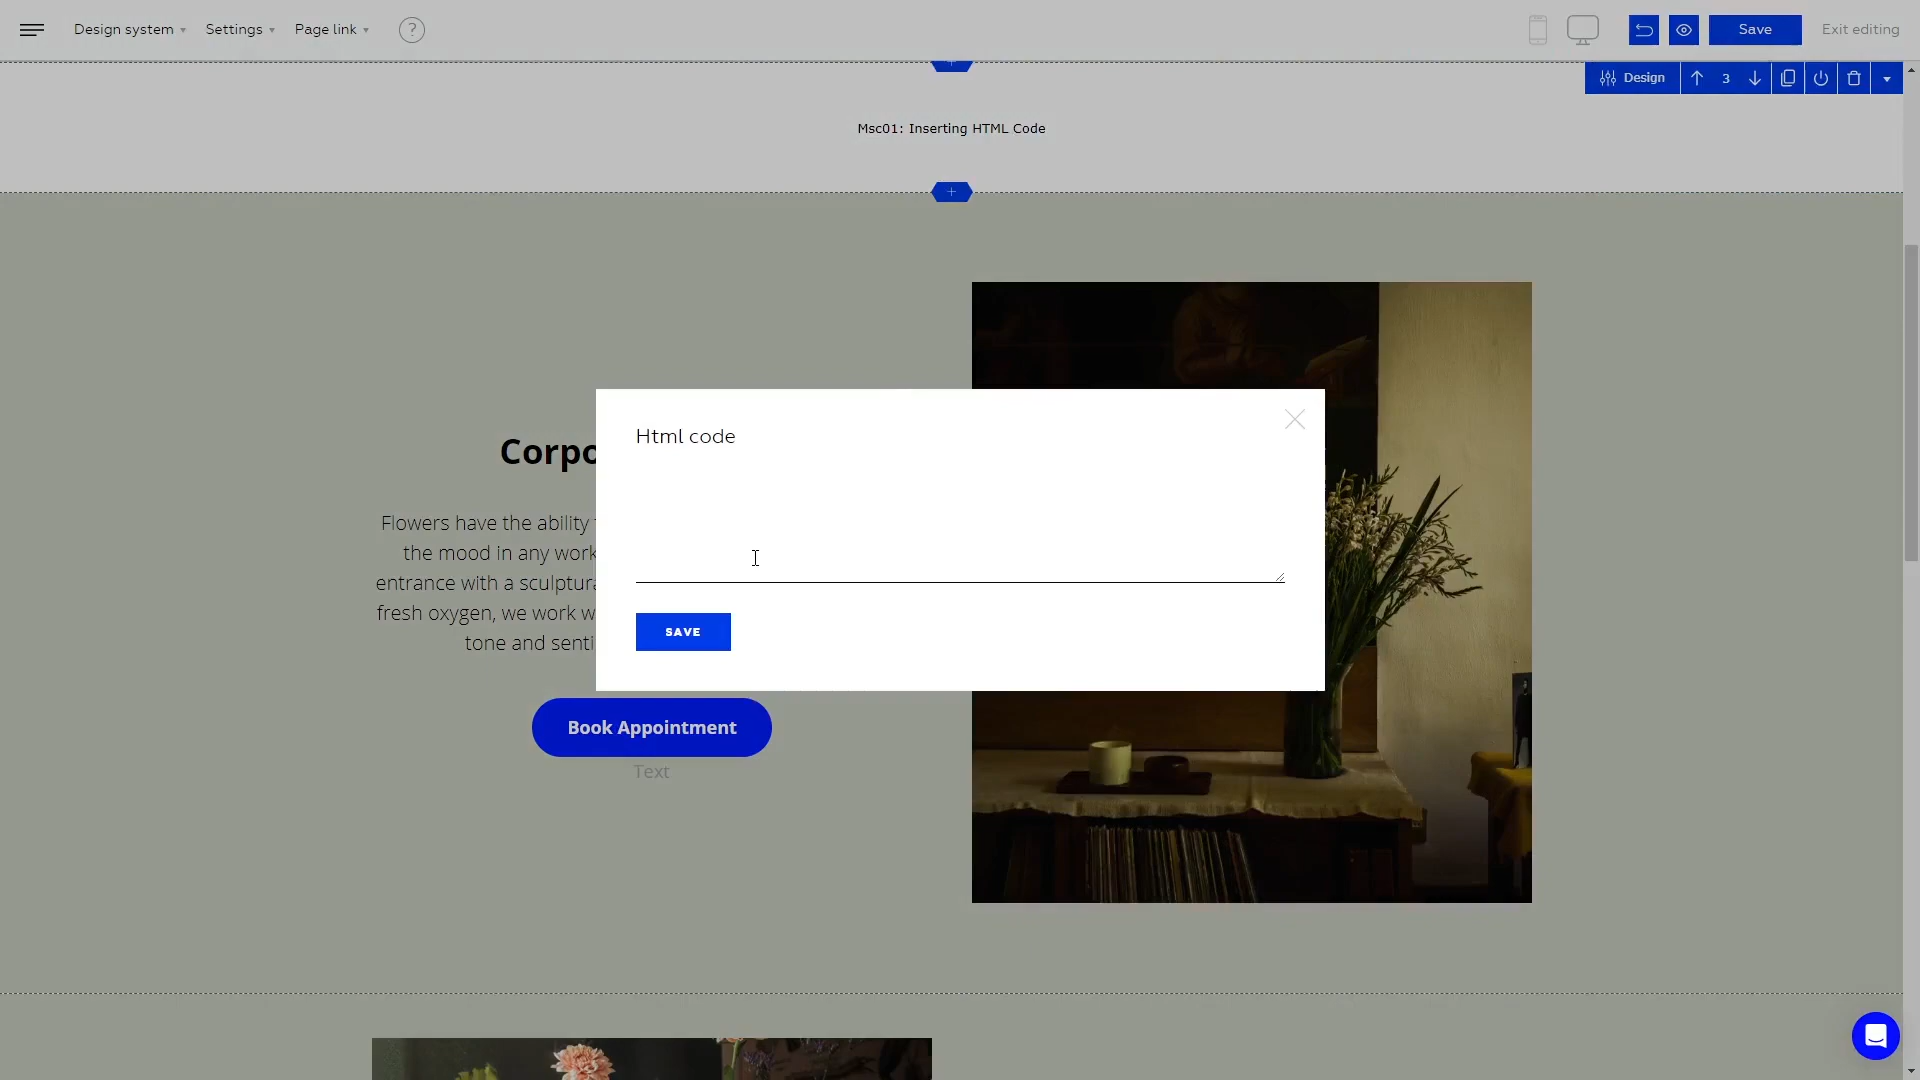 Design system
Settings
Page link
?
Save
Exit editing
Design
3
Msc01: Inserting HTML Code
Html code
SAVE
Corpo
Flowers have the ability
the mood in any work
entrance with a sculptura
fresh oxygen, we work w
tone and senti
Book Appointment
Text